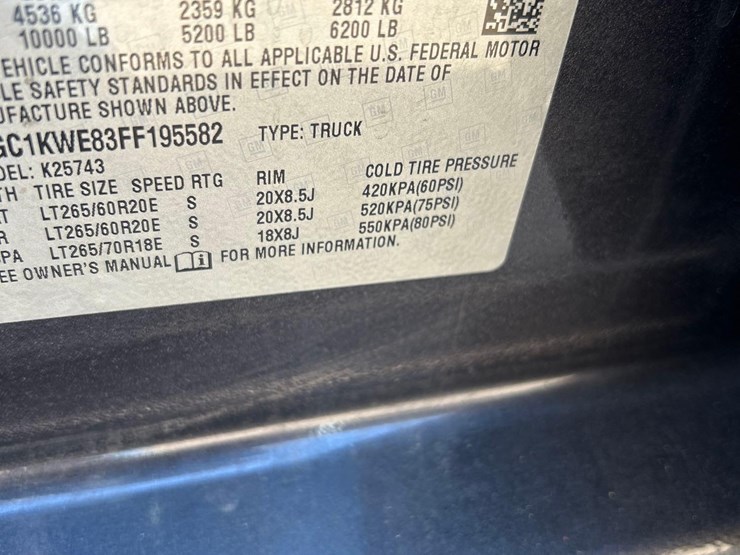 4536 KG 2359 KG 2812 KG
10000 LB 5200 LB 6200 LB
EHICLE CONFORMS TO ALL APPLICABLE U.S. FEDERAL MOTOR
LE SAFETY STANDARDS IN EFFECT ON THE DATE OF
UFACTURE SHOWN ABOVE.
GC1KWE83FF195582 TYPE: TRUCK
DEL: K25743
TH TIRE SIZE SPEED RTG RIM COLD TIRE PRESSURE
T LT265/60R20E S 20X8.5J 420KPA(60PSI)
R LT265/60R20E S 20X8.5J 520KPA(75PSI)
PA LT265/70R18E S 18X8J 550KPA(80PSI)
EE OWNER'S MANUAL i FOR MORE INFORMATION.